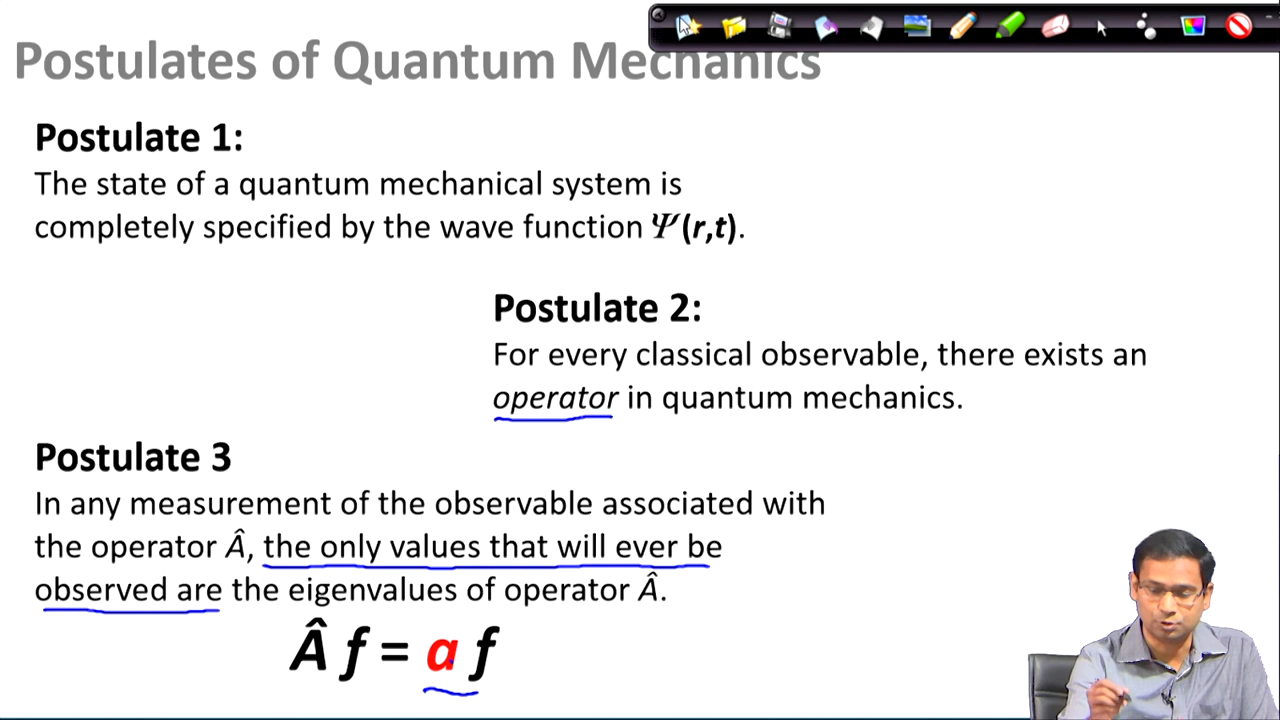 Postulates of Quantum Mechanics
Postulate 1:
The state of a quantum mechanical system is
completely specified by the wave function Ψ(r,t).
Postulate 2:
For every classical observable, there exists an
operator in quantum mechanics.
Postulate 3
In any measurement of the observable associated with
the operator Â, the only values that will ever be
observed are the eigenvalues of operator Â.
Â f = a f